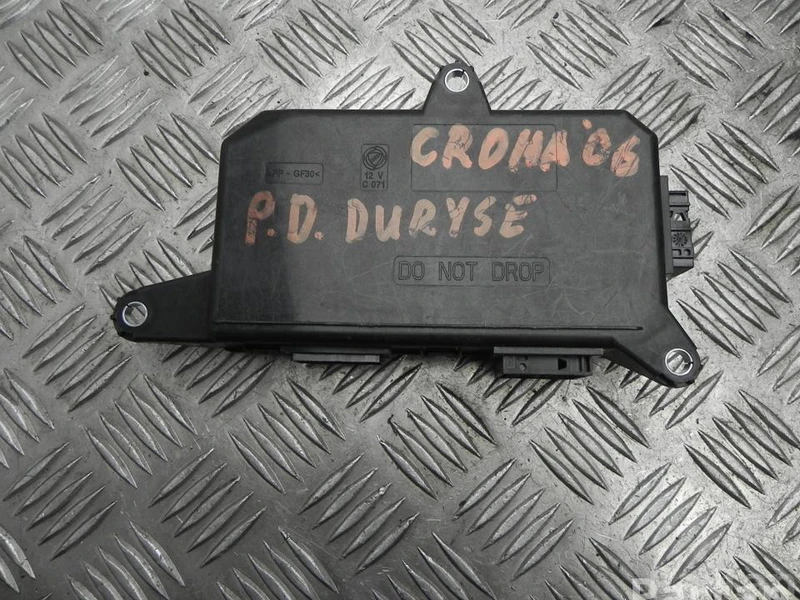 CROMA '06
>PP - GF30<
12 V
C 071
P.D. DURYSE
DO NOT DROP